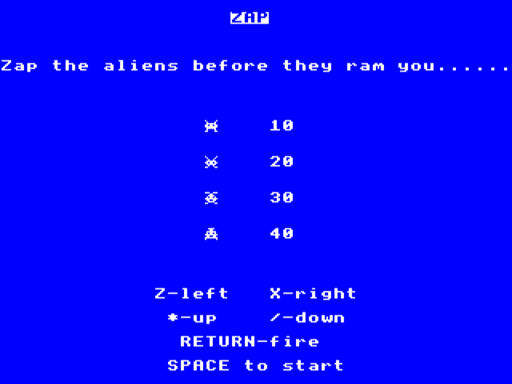 ZAP
Zap the aliens before they ram you......
10
20
30
40
Z-left X-right
*-up /-down
RETURN-fire
SPACE to start